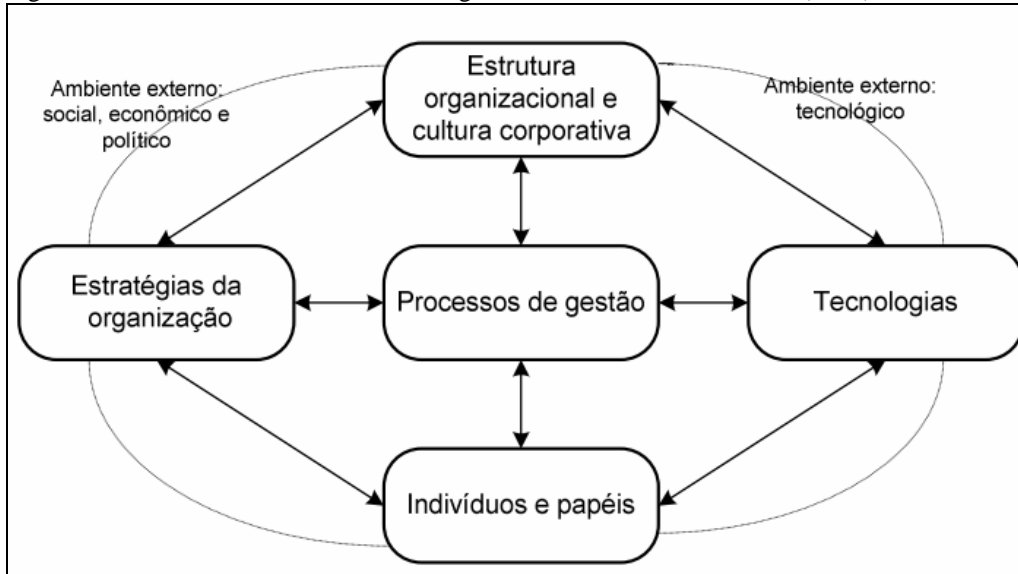 Ambiente externo:
social, econômico e
político
Estrutura
organizacional e
cultura corporativa
Ambiente externo:
tecnológico
Estratégias da
organização
Processos de gestão
Tecnologias
Indivíduos e papéis